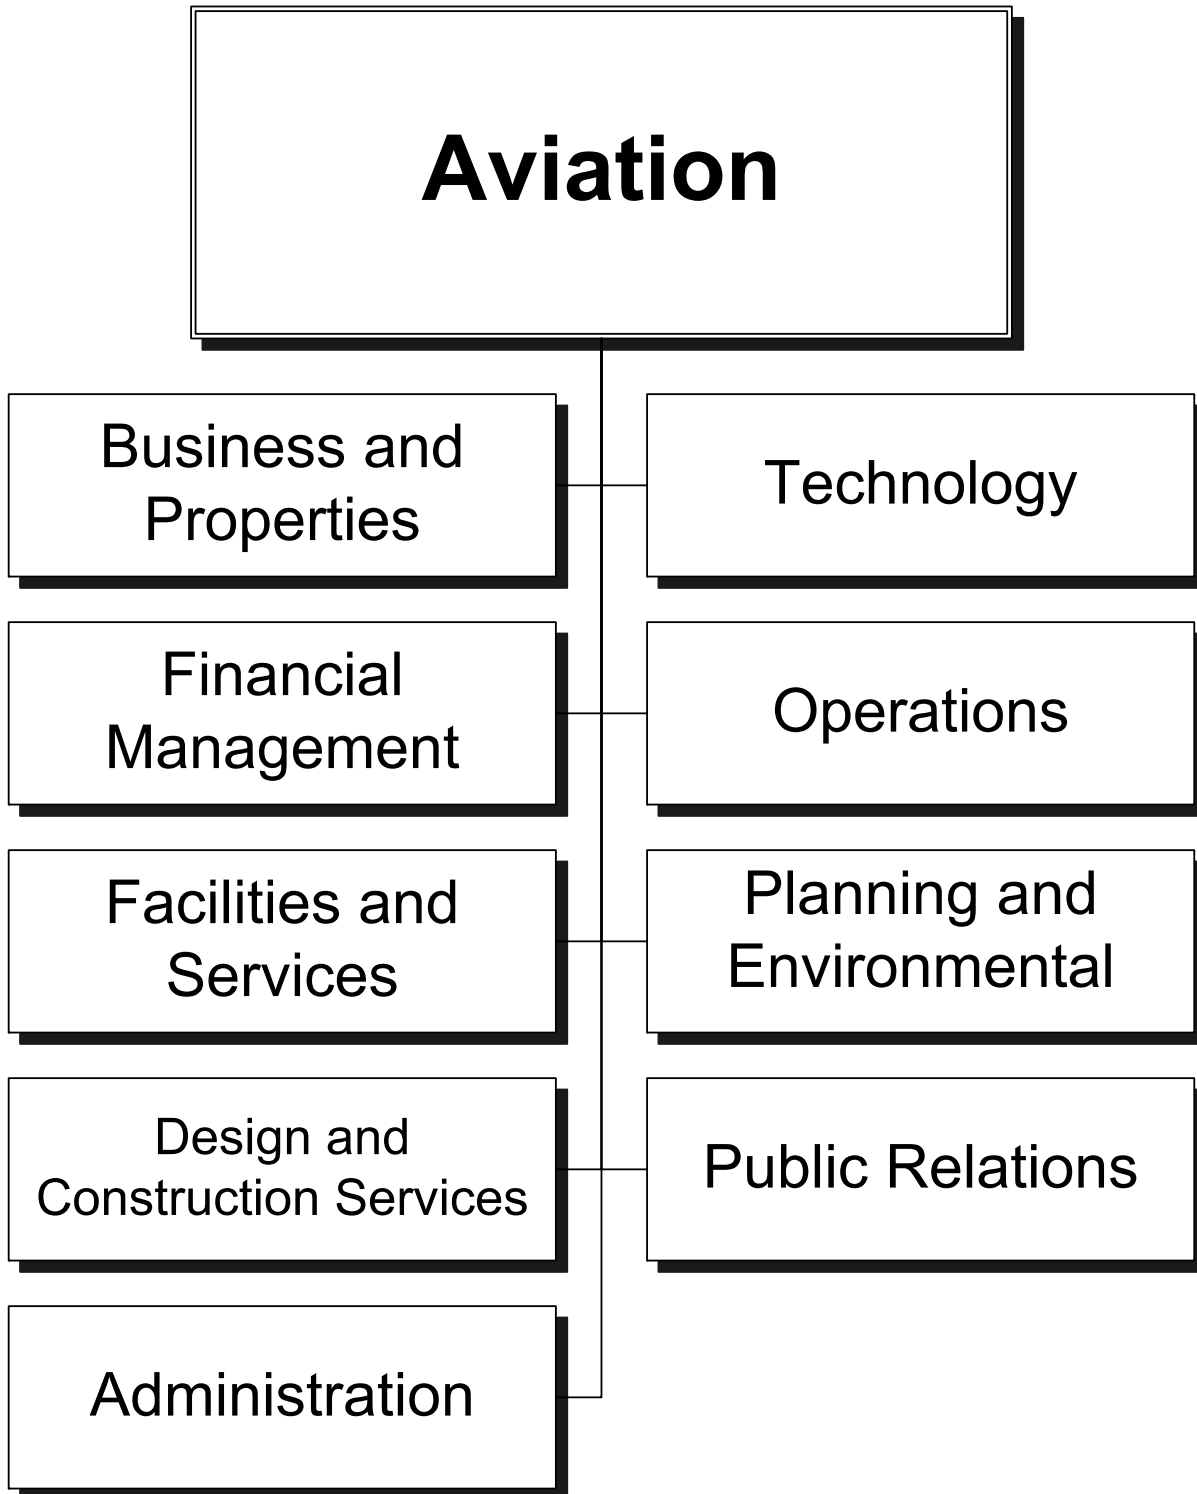 Aviation
Business and
Properties
Technology
Financial
Management
Operations
Facilities and
Services
Planning and
Environmental
Design and
Construction Services
Public Relations
Administration